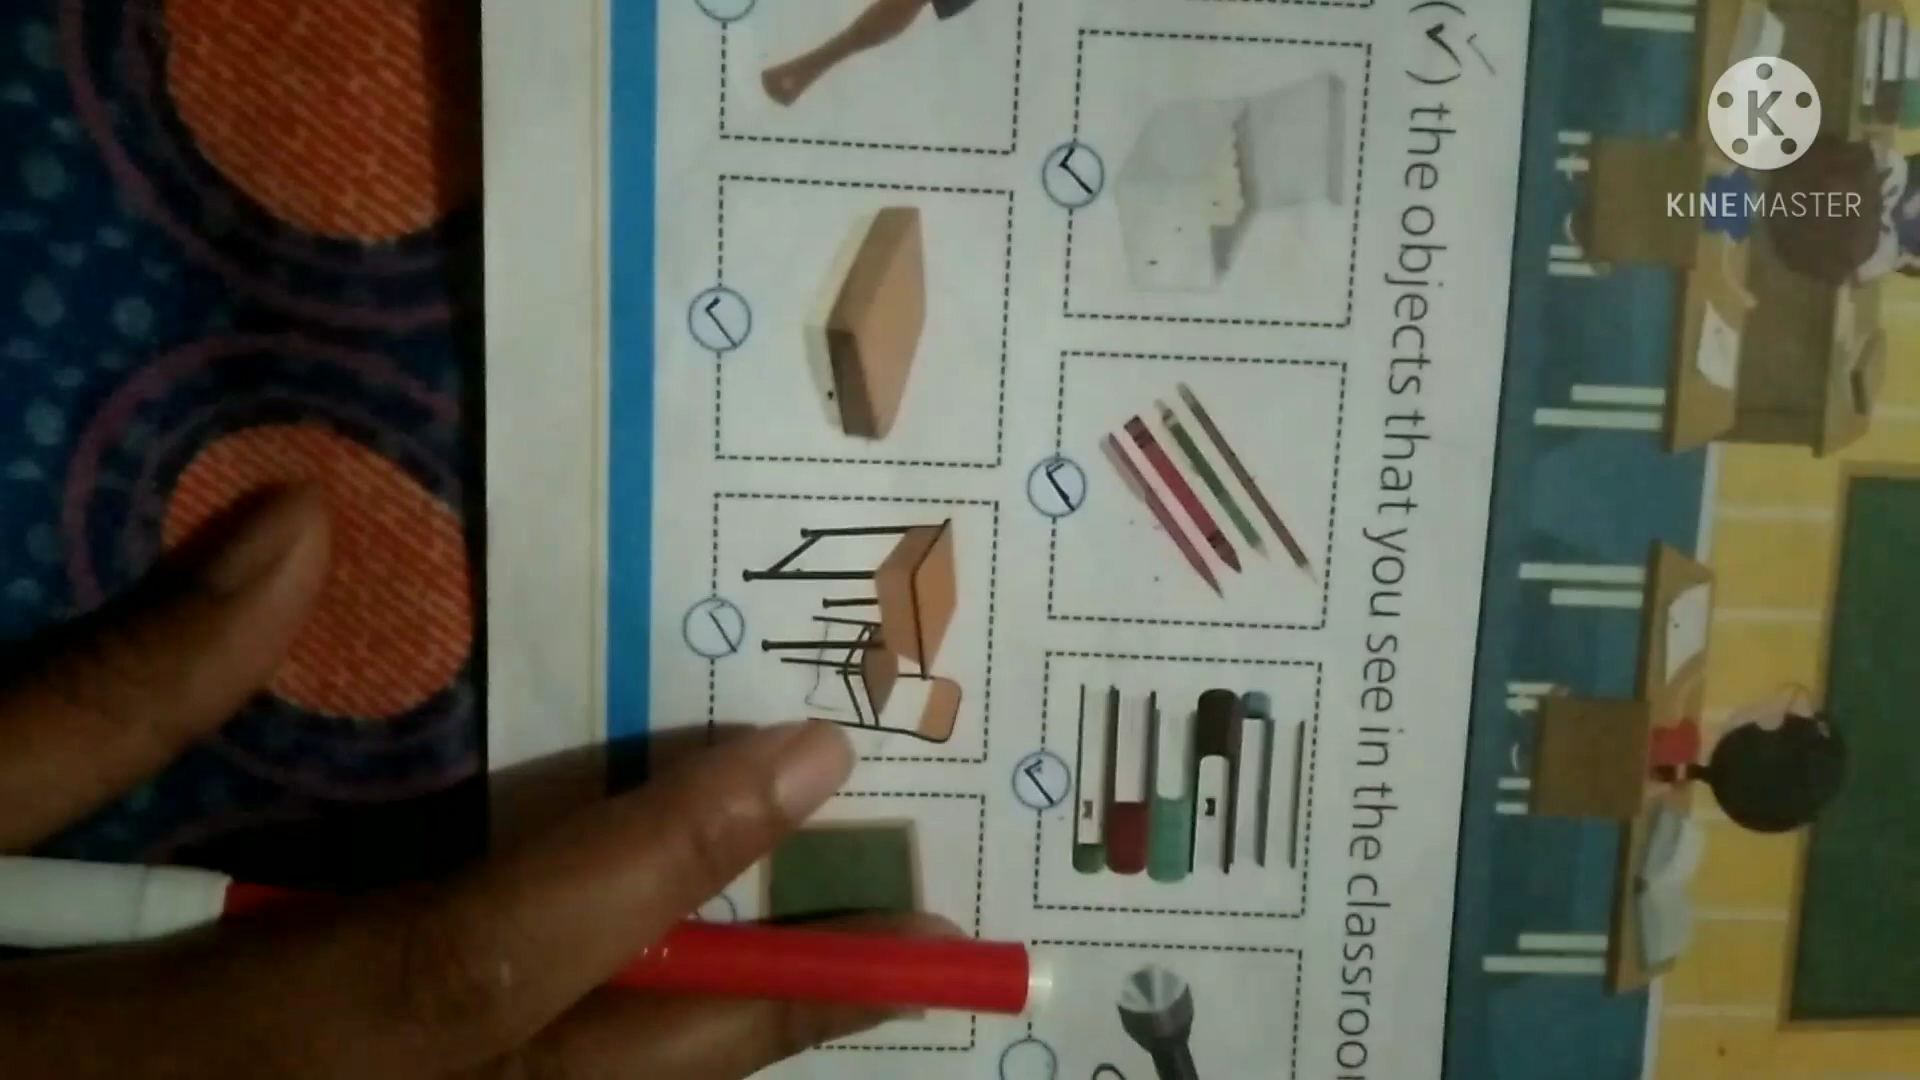 (✓) the objects that you see in the classroo
K
KINEMASTER